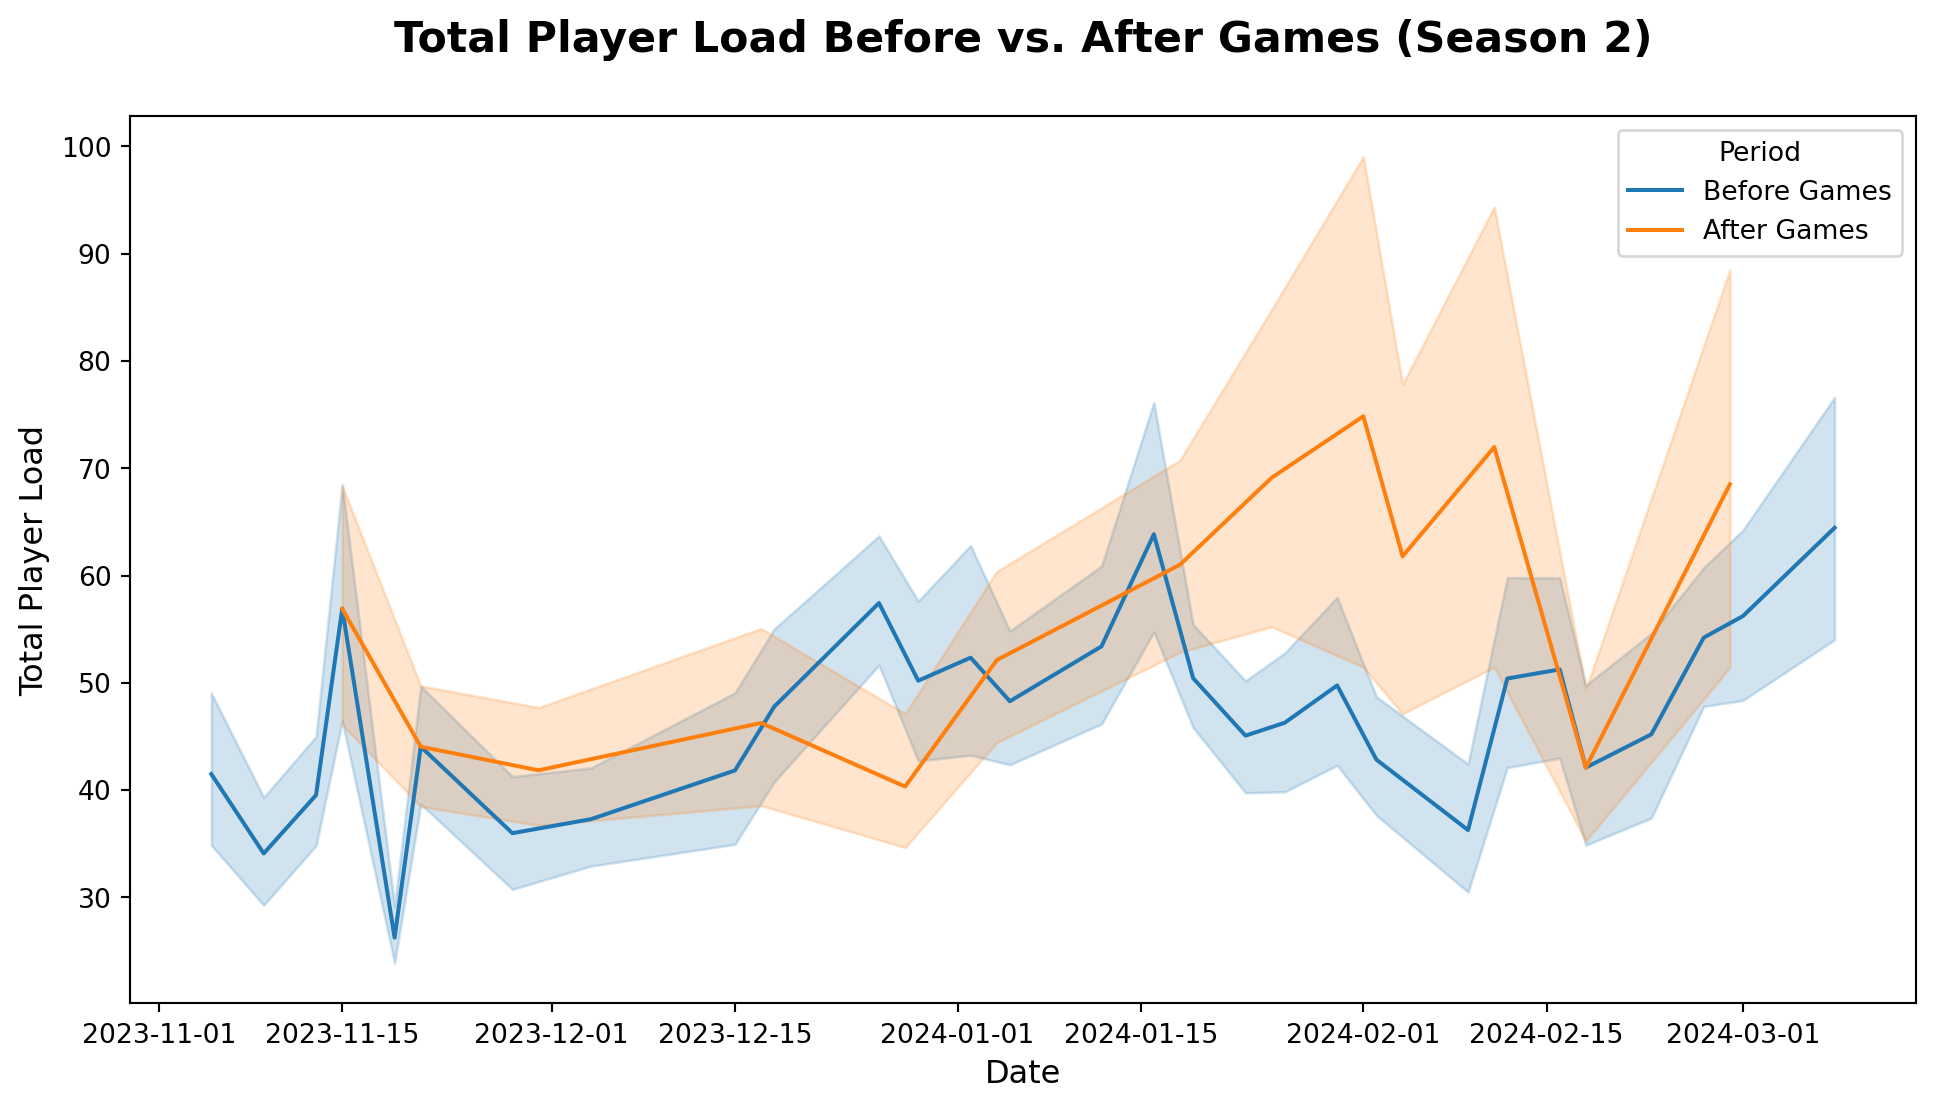 Total Player Load Before vs. After Games (Season 2)
Period
Before Games
After Games
Total Player Load
100
90
80
70
60
50
40
30
2023-11-01
2023-11-15
2023-12-01
2023-12-15
2024-01-01
2024-01-15
2024-02-01
2024-02-15
2024-03-01
Date